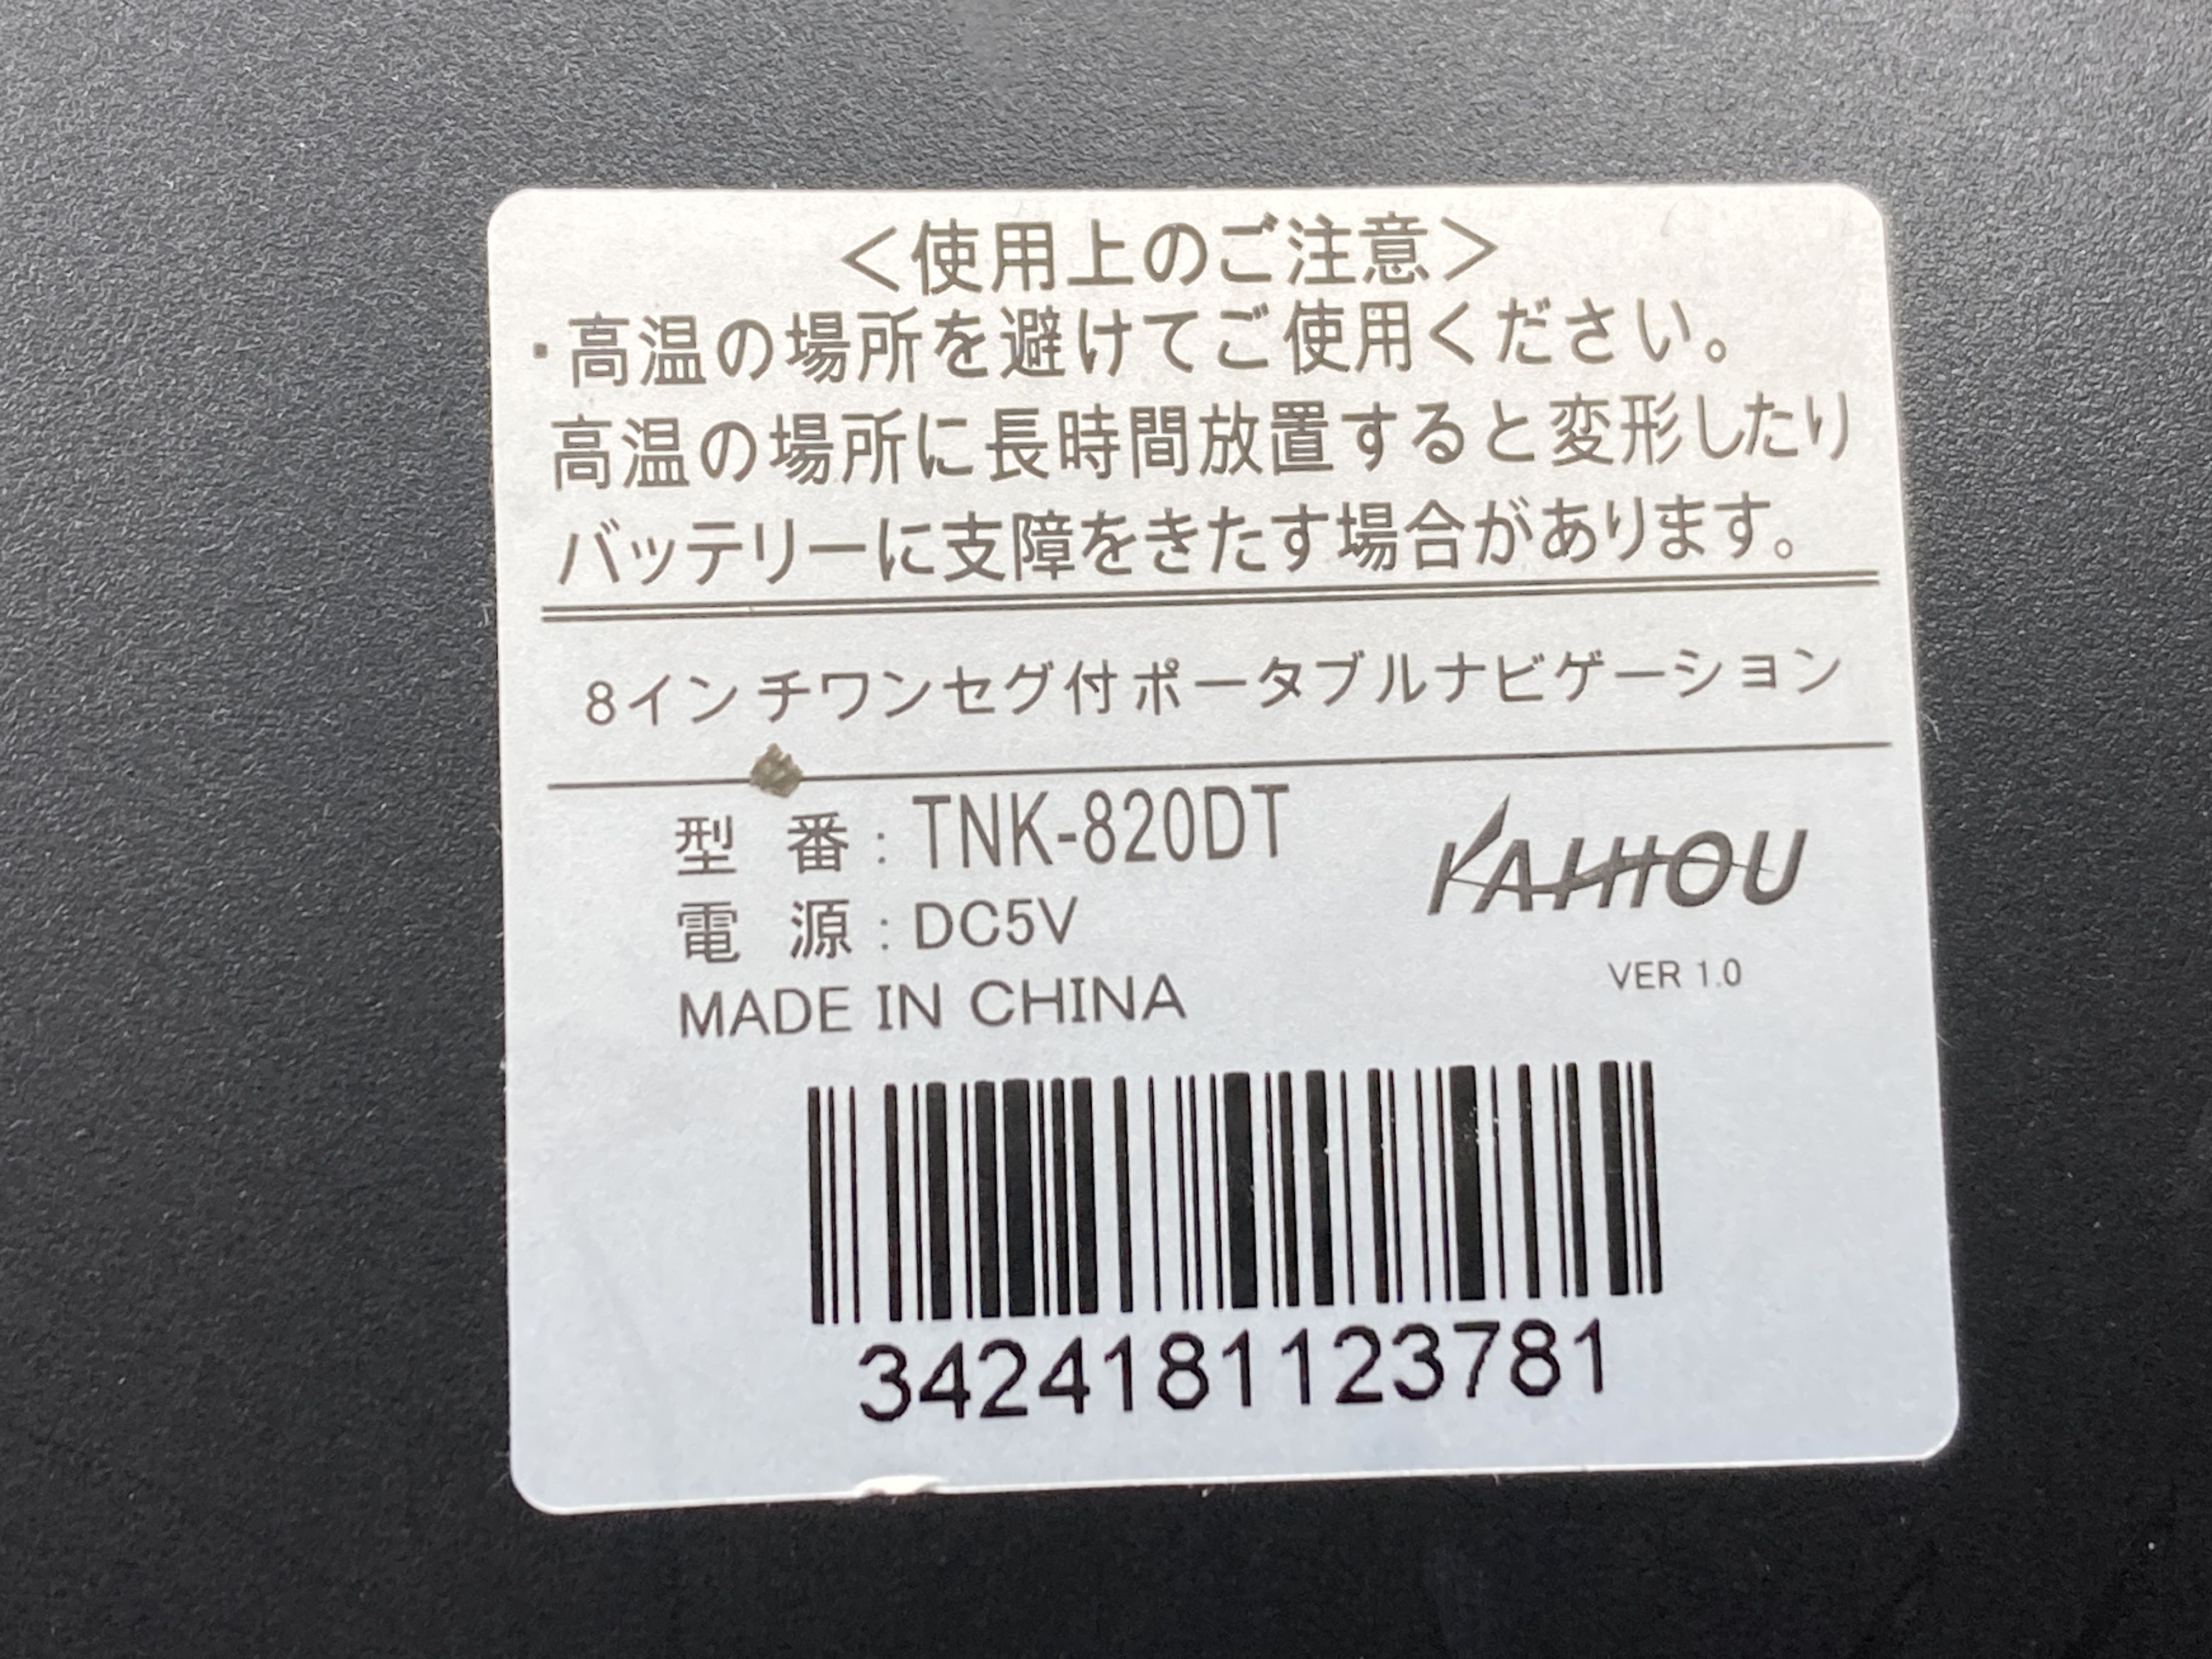 ＜使用上のご注意＞
・高温の場所を避けてご使用ください。
高温の場所に長時間放置すると変形したり
バッテリーに支障をきたす場合があります。
8インチワンセグ付ポータブルナビゲーション
型 番：TNK-820DT
KAIHOU
電 源：DC5V
VER 1.0
MADE IN CHINA
3424181123781